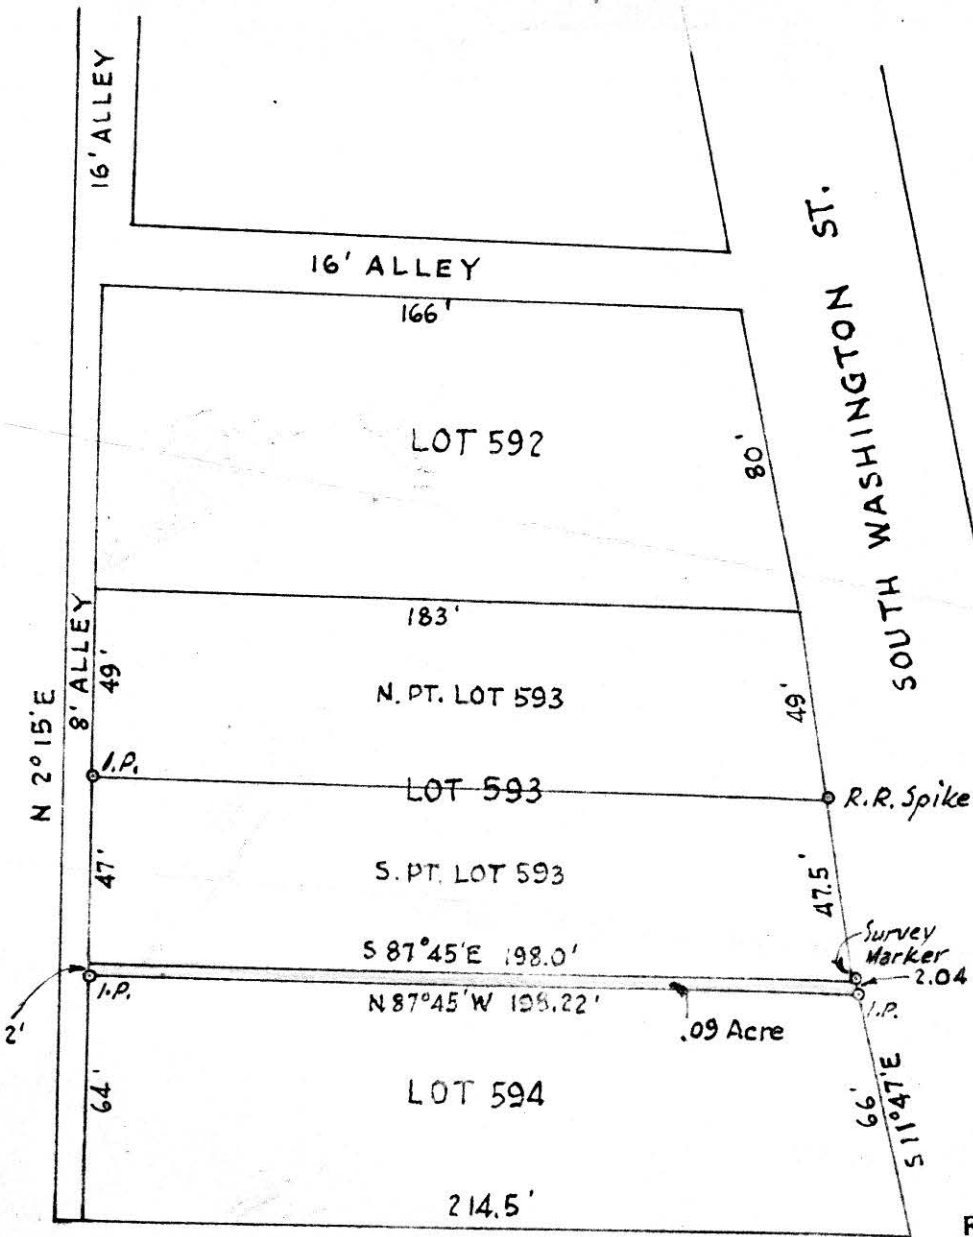 16' ALLEY
16' ALLEY
166'
SOUTH WASHINGTON ST.
LOT 592
80'
183'
8' ALLEY
N 2° 15' E
49'
N. PT. LOT 593
49'
I.P.
LOT 593
R.R. Spike
47'
S. PT. LOT 593
47.5'
Survey
Marker
S 87° 45' E 198.0'
2.04
I.P.
N 87° 45' W 198.22'
I.P.
2'
.09 Acre
64'
LOT 594
66'
S 11° 47' E
214.5'